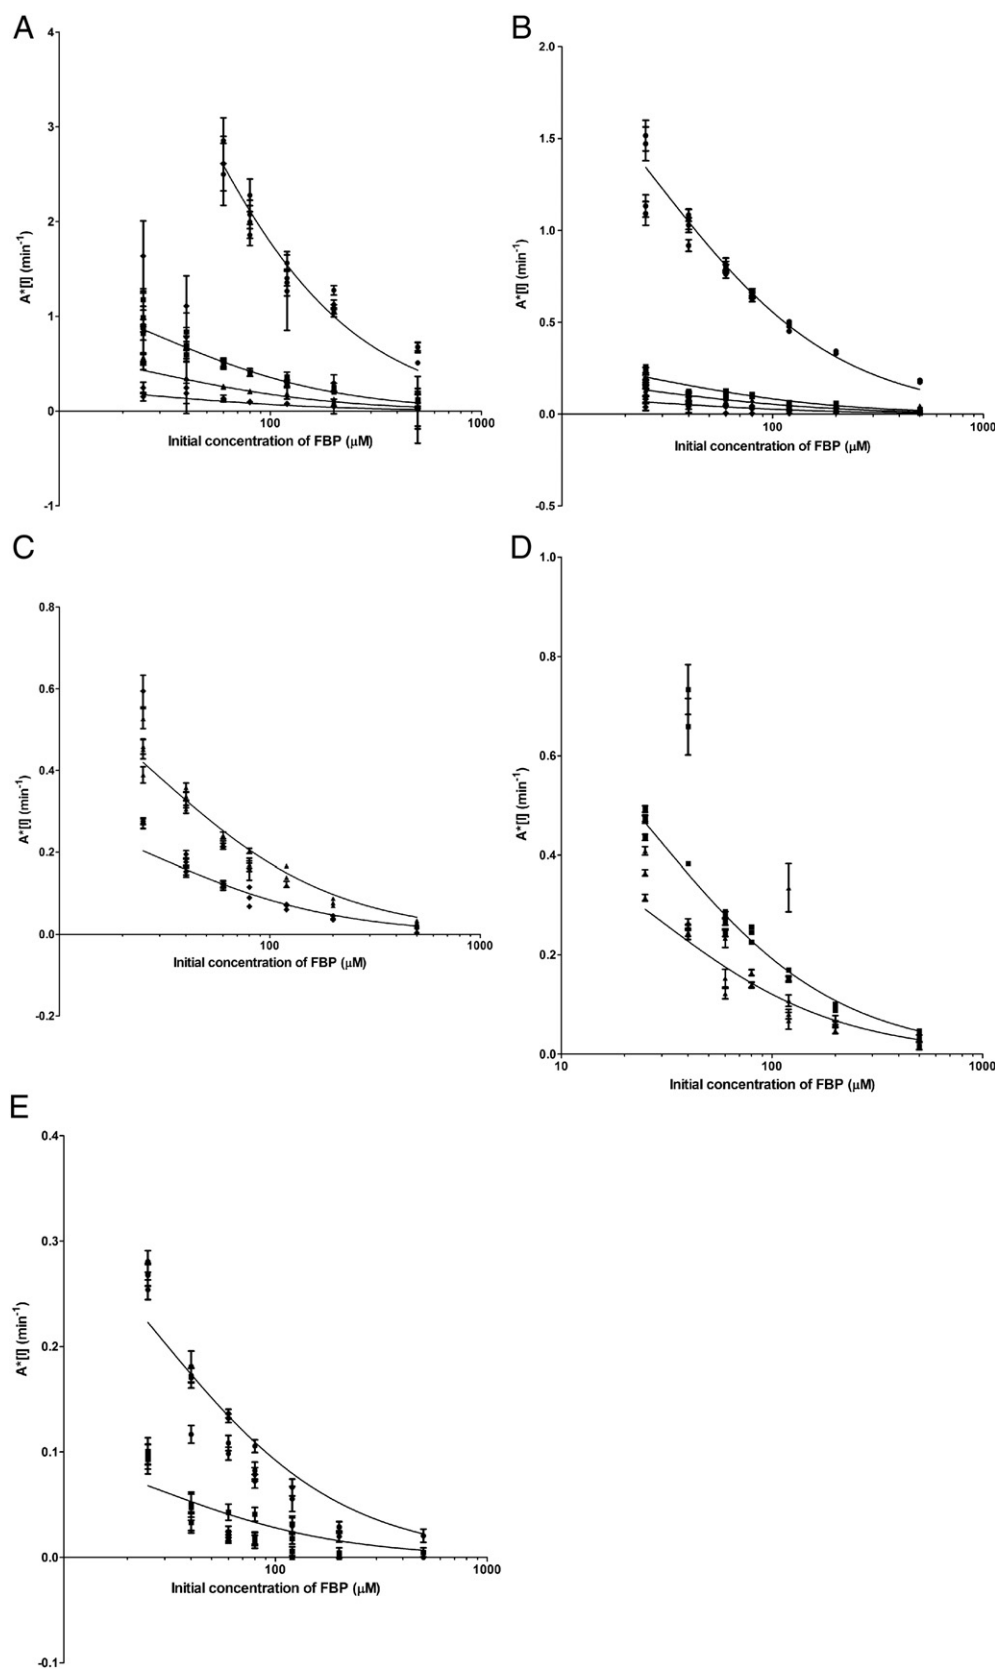 A
B
4
3
2
1
0
-1
A*[I] (min⁻¹)
100
1000
Initial concentration of FBP (μM)
2.0
1.5
1.0
0.5
0.0
-0.5
A*[I] (min⁻¹)
100
1000
Initial concentration of FBP (μM)
C
D
0.8
0.6
0.4
0.2
0.0
-0.2
A*[I] (min⁻¹)
100
1000
Initial concentration of FBP (μM)
1.0
0.8
0.6
0.4
0.2
0.0
A*[I] (min⁻¹)
10
100
1000
Initial concentration of FBP (μM)
E
0.4
0.3
0.2
0.1
0.0
-0.1
A*[I] (min⁻¹)
100
1000
Initial concentration of FBP (μM)